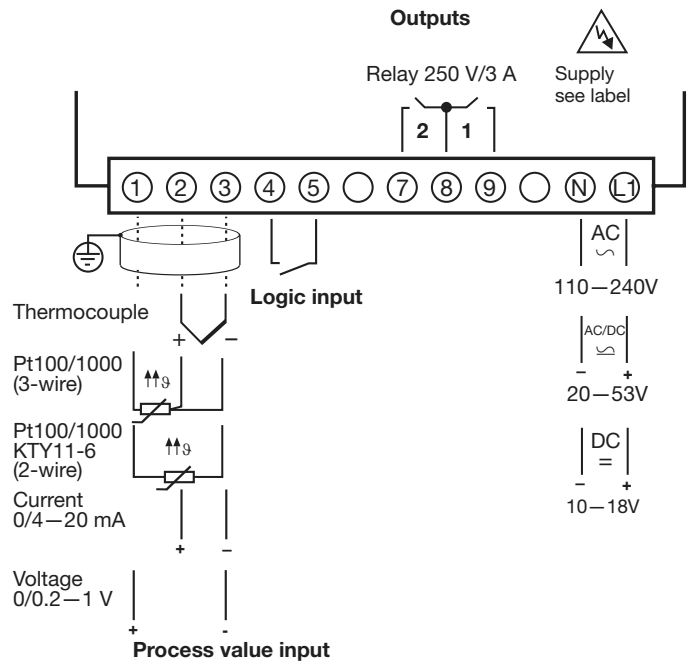 Outputs
Relay 250 V/3 A
Supply
see label
2 1
1 2 3 4 5 7 8 9 N L1
AC
110—240V
Logic input
Thermocouple
+ –
AC/DC
– +
20—53V
Pt100/1000
(3-wire)
ϑ
Pt100/1000
KTY11-6
(2-wire)
ϑ
DC
=
– +
10—18V
Current
0/4—20 mA
+ –
Voltage
0/0.2—1 V
+ -
Process value input